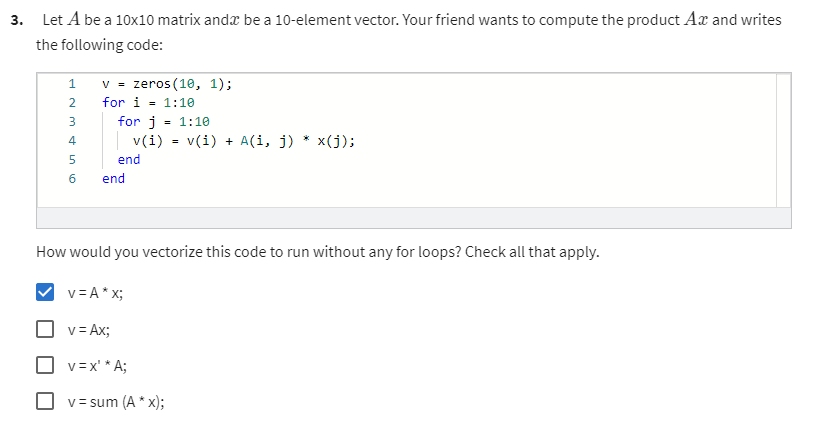 3. Let A be a 10x10 matrix andx be a 10-element vector. Your friend wants to compute the product Ax and writes
the following code:
1 v = zeros(10, 1);
2 for i = 1:10
3 for j = 1:10
4 v(i) = v(i) + A(i, j) * x(j);
5 end
6 end
How would you vectorize this code to run without any for loops? Check all that apply.
v = A * x;
v = Ax;
v = x' * A;
v = sum (A * x);